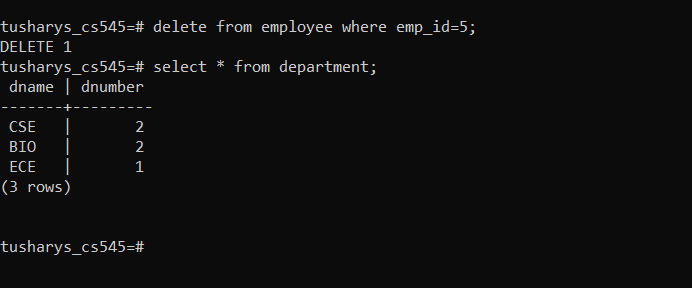 tusharys_cs545=# delete from employee where emp_id=5;
DELETE 1
tusharys_cs545=# select * from department;
 dname | dnumber
-------+---------
 CSE   |       2
 BIO   |       2
 ECE   |       1
(3 rows)
tusharys_cs545=#